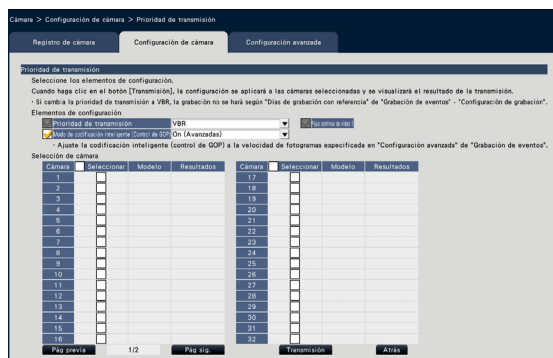 Cámara > Configuración de cámara > Prioridad de transmisión
Registro de cámara Configuración de cámara Configuración avanzada
Prioridad de transmisión
Seleccione los elementos de configuración.
Cuando haga clic en el botón [Transmisión], la configuración se aplicará a las cámaras seleccionadas y se visualizará el resultado de la transmisión.
· Si cambia la prioridad de transmisión a VBR, la grabación no se hará según "Días de grabación con referencia" de "Grabación de eventos" - "Configuración de grabación".
Elementos de configuración
Prioridad de transmisión VBR Flujo continuo de vídeo 1
Modo de codificación inteligente (Control de GOP) On (Avanzadas)
· Ajuste la codificación inteligente (control de GOP) a la velocidad de fotogramas especificada en "Configuración avanzada" de "Grabación de eventos".
Selección de cámara
Cámara Seleccionar Modelo Resultados Cámara Seleccionar Modelo Resultados
1 17
2 18
3 19
4 20
5 21
6 22
7 23
8 24
9 25
10 26
11 27
12 28
13 29
14 30
15 31
16 32
Pág previa 1/2 Pág sig. Transmisión Atrás